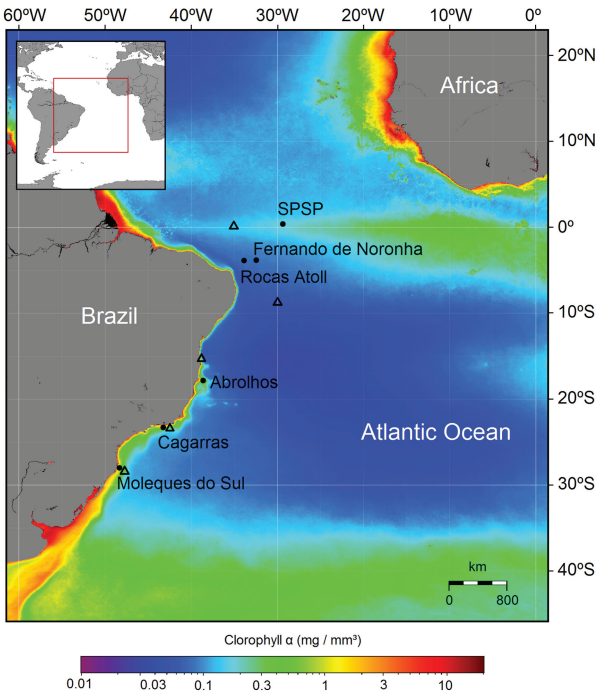 60ºW 50ºW 40ºW 30ºW 20ºW 10ºW 0º
20ºN
Africa
10ºN
SPSP
0º
Fernando de Noronha
Rocas Atoll
Brazil
10ºS
Abrolhos
20ºS
Cagarras
Atlantic Ocean
Moleques do Sul
30ºS
km
0 800
40ºS
Chlorophyll α (mg / mm³)
0.01 0.03 0.1 0.3 1 3 10